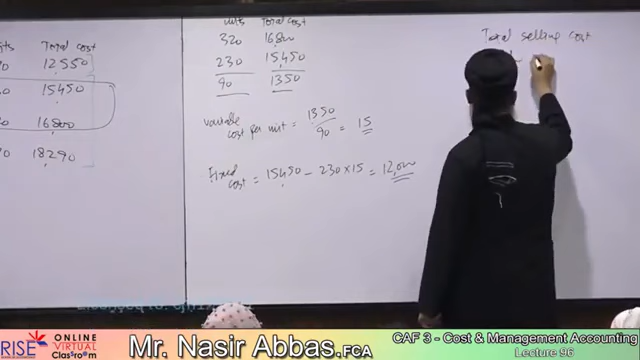 Total cost
12550
15450
16800
18290
units Total cost
320 16800
230 15450
90 1350
variable cost per unit = 1350 / 90 = 15
Fixed cost = 15450 - 230 x 15 = 12,000
Total selling cost
RISE ONLINE VIRTUAL Classroom
Mr. Nasir Abbas.FCA
CAF 3 - Cost & Management Accounting
Lecture 96